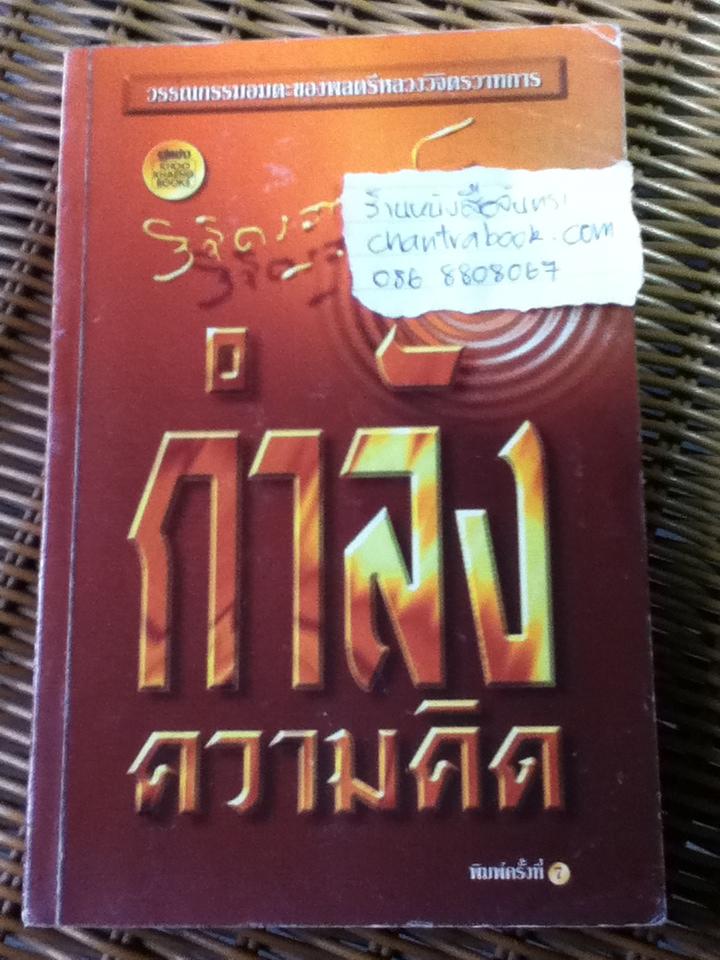 วรรณกรรมอมตะของพลตรีหลวงวิจิตรวาทการ
KHOO
KHAENG
BOOKS
ร้านหนังสือจันทรา
chantrabook.com
086 8808067
กำลัง
ความคิด
พิมพ์ครั้งที่ 7